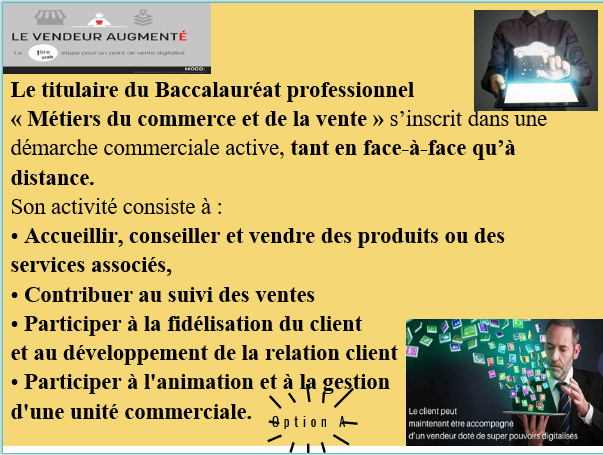 LE VENDEUR AUGMENTÉ
La 1ère étape pour un point de vente digitalisé
MOOC
Le titulaire du Baccalauréat professionnel
« Métiers du commerce et de la vente » s’inscrit dans une
démarche commerciale active, tant en face-à-face qu’à
distance.
Son activité consiste à :
• Accueillir, conseiller et vendre des produits ou des
services associés,
• Contribuer au suivi des ventes
• Participer à la fidélisation du client
et au développement de la relation client
• Participer à l'animation et à la gestion
d'une unité commerciale.
Option A
Le client peut
maintenant être accompagné
d’un vendeur doté de super pouvoirs digitalisés